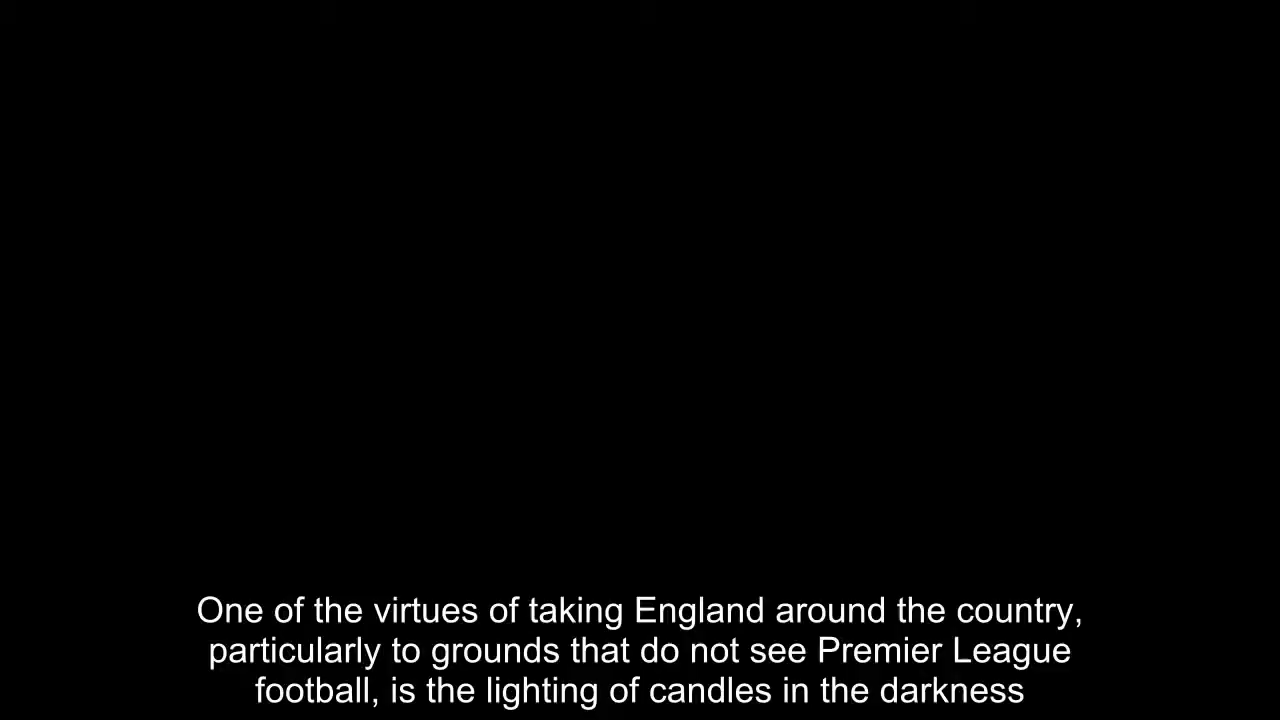 One of the virtues of taking England around the country,
particularly to grounds that do not see Premier League
football, is the lighting of candles in the darkness